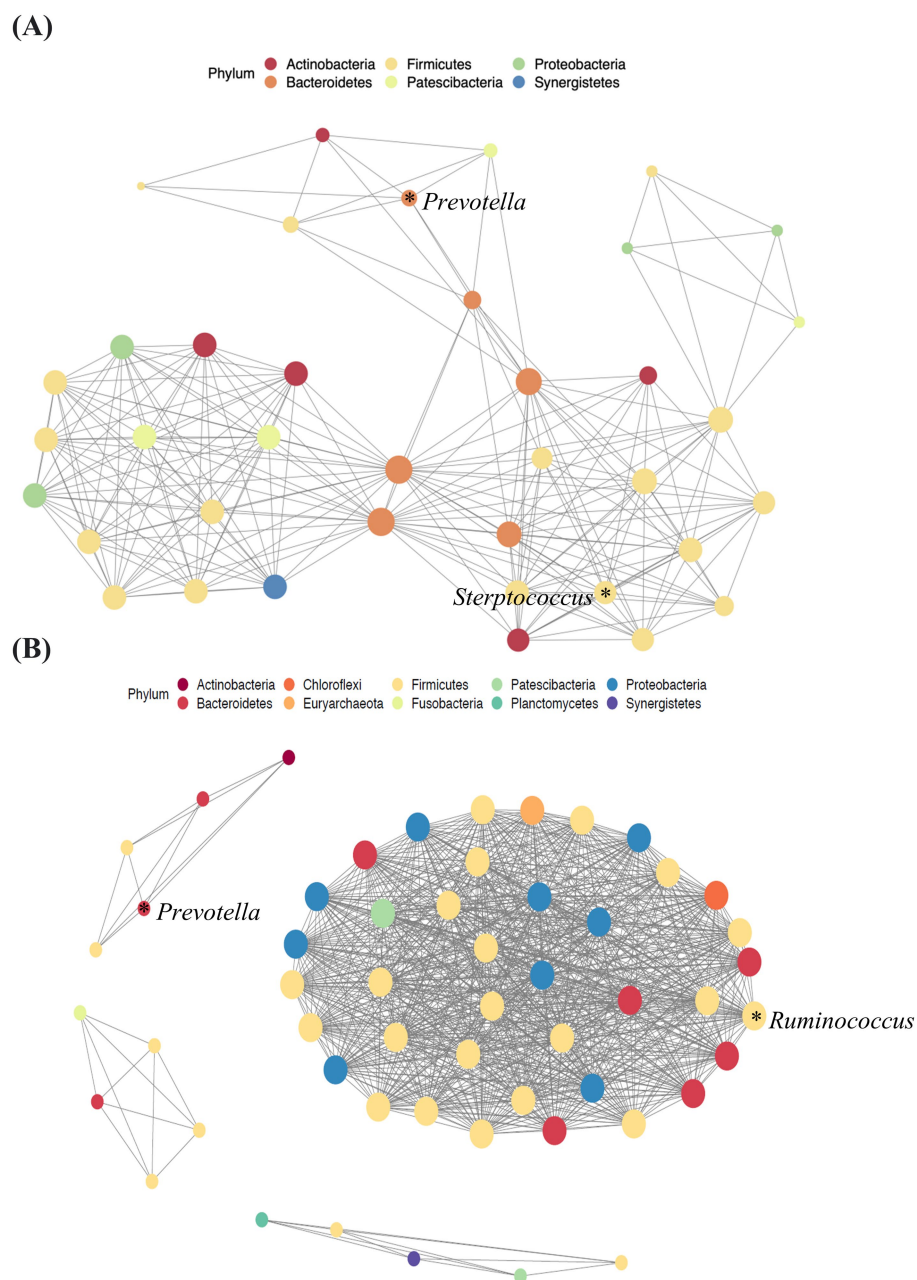 (A)
Phylum Actinobacteria Firmicutes Proteobacteria
Bacteroidetes Patescibacteria Synergistetes
* Prevotella
Sterptococcus *
(B)
Phylum Actinobacteria Chloroflexi Firmicutes Patescibacteria Proteobacteria
Bacteroidetes Euryarchaeota Fusobacteria Planctomycetes Synergistetes
* Prevotella
* Ruminococcus